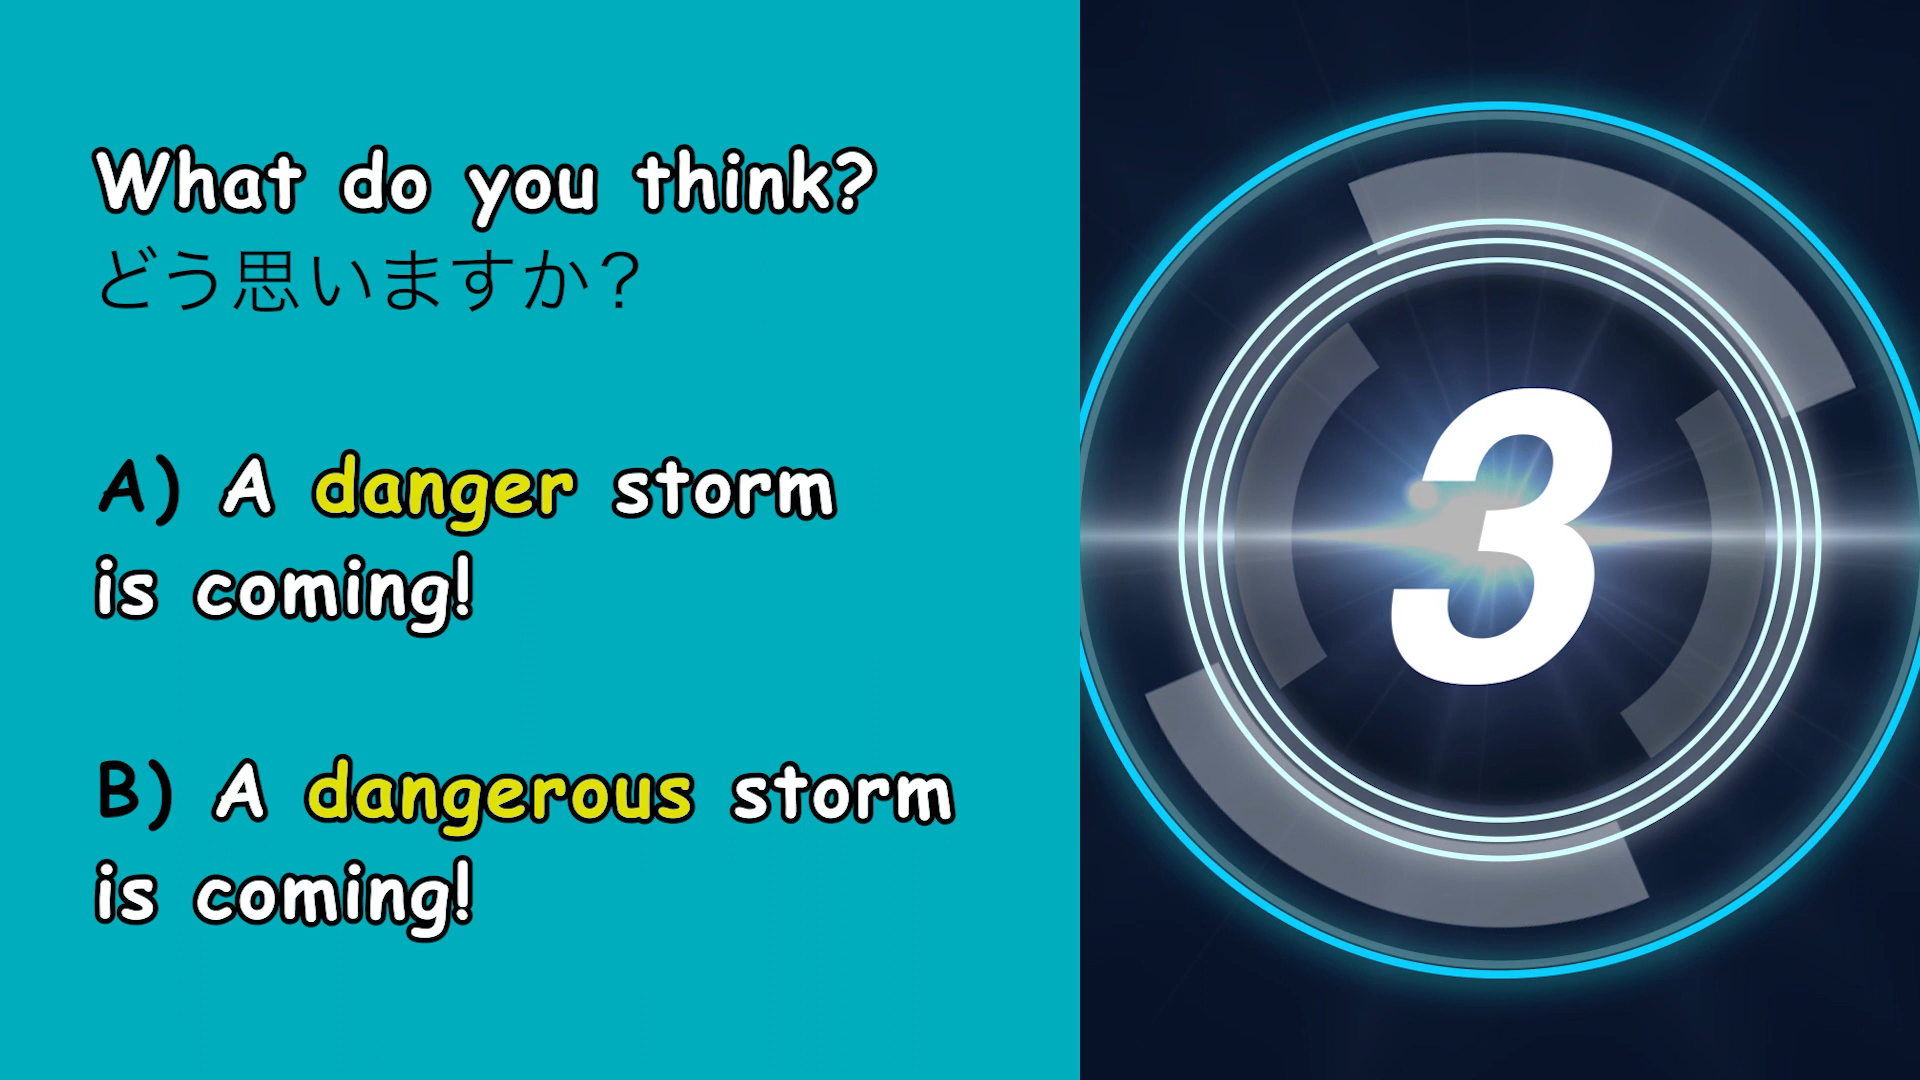 What do you think?
どう思いますか？
A) A danger storm
is coming!
B) A dangerous storm
is coming!
3